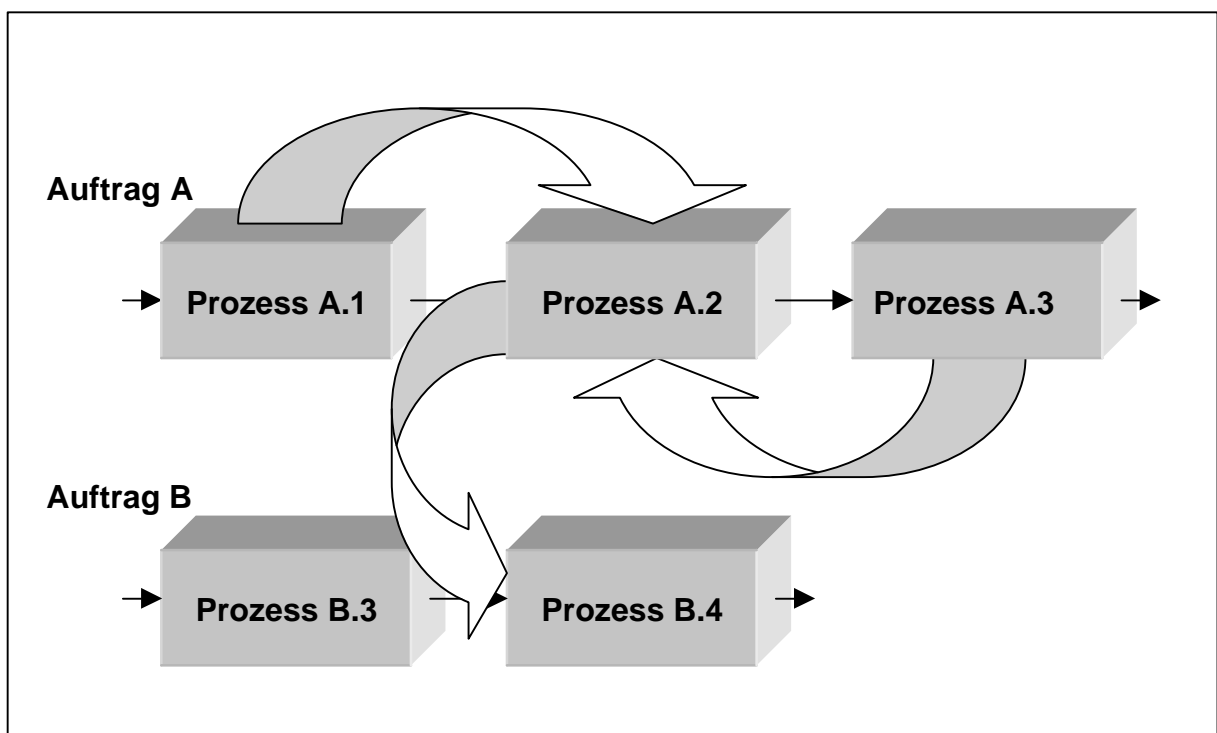 Auftrag A
Prozess A.1
Prozess A.2
Prozess A.3
Auftrag B
Prozess B.3
Prozess B.4